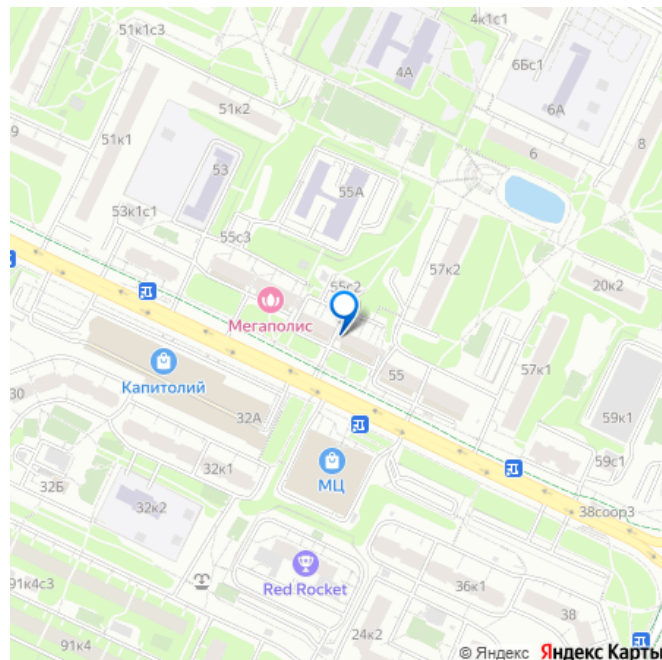 51к1с3
4к1с1
4А
6Бс1
51к2
6А
9
51к1
6
8
53
55А
53к1с1
55с3
57к2
55с2
20к2
Мегаполис
Капитолий
55
57к1
30
32А
59к1
32к1
МЦ
59с1
32Б
32к2
38соор3
91к4с3
Red Rocket
36к1
38
24к2
91к4
© Яндекс Яндекс Карты